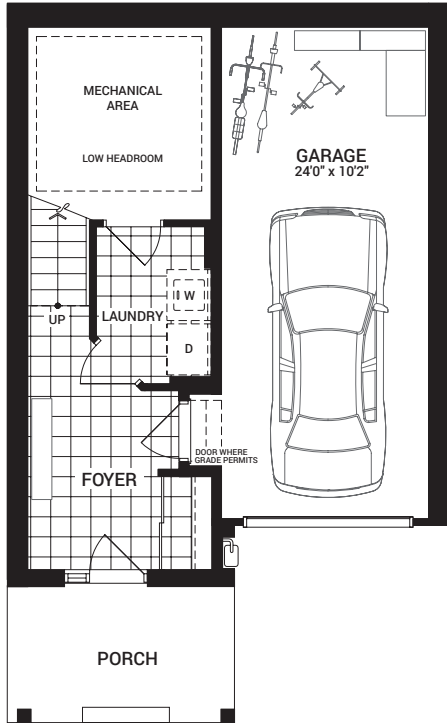 MECHANICAL
AREA
LOW HEADROOM
GARAGE
24'0" x 10'2"
UP
LAUNDRY
W
D
DOOR WHERE
GRADE PERMITS
FOYER
PORCH